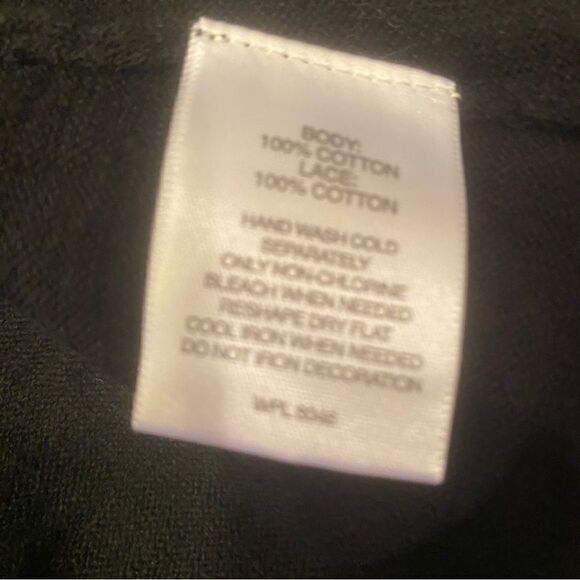 BODY:
100% COTTON
LACE:
100% COTTON
HAND WASH COLD
SEPARATELY
ONLY NON-CHLORINE
BLEACH WHEN NEEDED
RESHAPE DRY FLAT
COOL IRON WHEN NEEDED
DO NOT IRON DECORATION
WPL